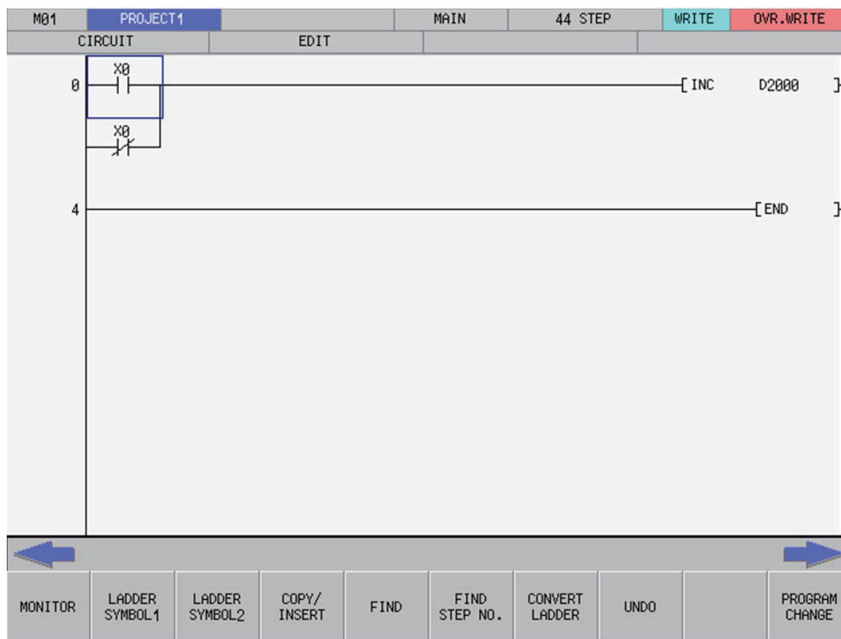 M01 PROJECT1 MAIN 44 STEP WRITE OVR.WRITE
CIRCUIT EDIT
X0
0 [ INC D2000 ]
X0
4 [ END ]
MONITOR LADDER SYMBOL1 LADDER SYMBOL2 COPY/ INSERT FIND FIND STEP NO. CONVERT LADDER UNDO PROGRAM CHANGE